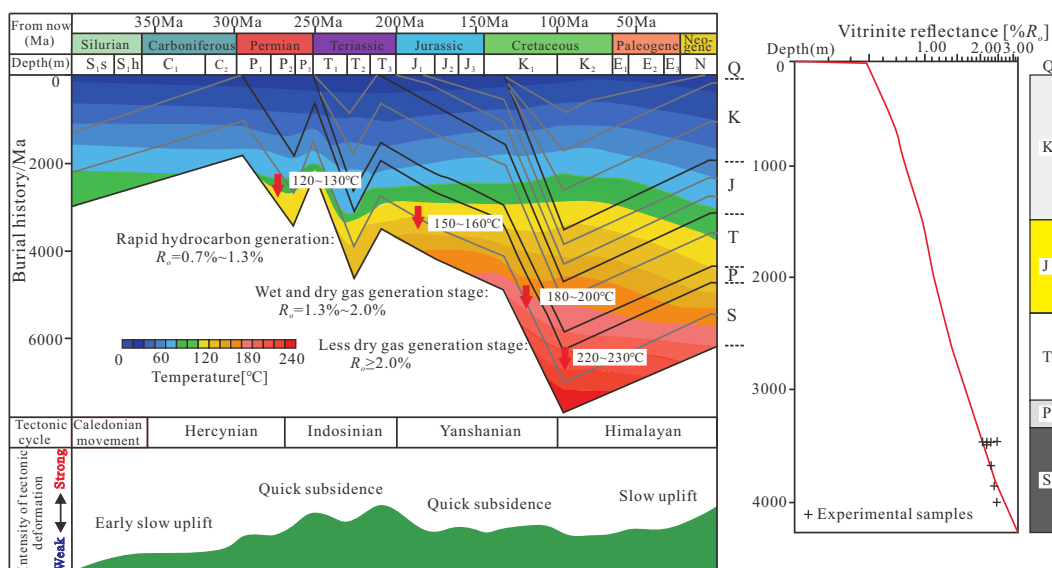 From now
(Ma)
350Ma 300Ma 250Ma 200Ma 150Ma 100Ma 50Ma
Silurian Carboniferous Permian Teriassic Jurassic Cretaceous Paleogene Neo-
gene
Depth(m) S₁s S₁h C₁ C₂ P₁ P₂ P₃ T₁ T₂ T₃ J₁ J₂ J₃ K₁ K₂ E₁ E₂ E₃ N Q
Burial history/Ma
0
2000
4000
6000
K
J
T
P
S
120~130℃
150~160℃
180~200℃
220~230℃
Rapid hydrocarbon generation:
Rₒ=0.7%~1.3%
Wet and dry gas generation stage:
Rₒ=1.3%~2.0%
Less dry gas generation stage:
Rₒ≥2.0%
0 60 120 180 240
Temperature[℃]
Tectonic
cycle
Caledonian
movement
Hercynian Indosinian Yanshanian Himalayan
Intensity of tectonic
deformation
Weak Strong
Early slow uplift
Quick subsidence
Quick subsidence
Slow uplift
Vitrinite reflectance [%Rₒ]
Depth(m) 1.00 2.00 3.00
0
1000
2000
3000
4000
+ Experimental samples
Q
K
J
T
P
S